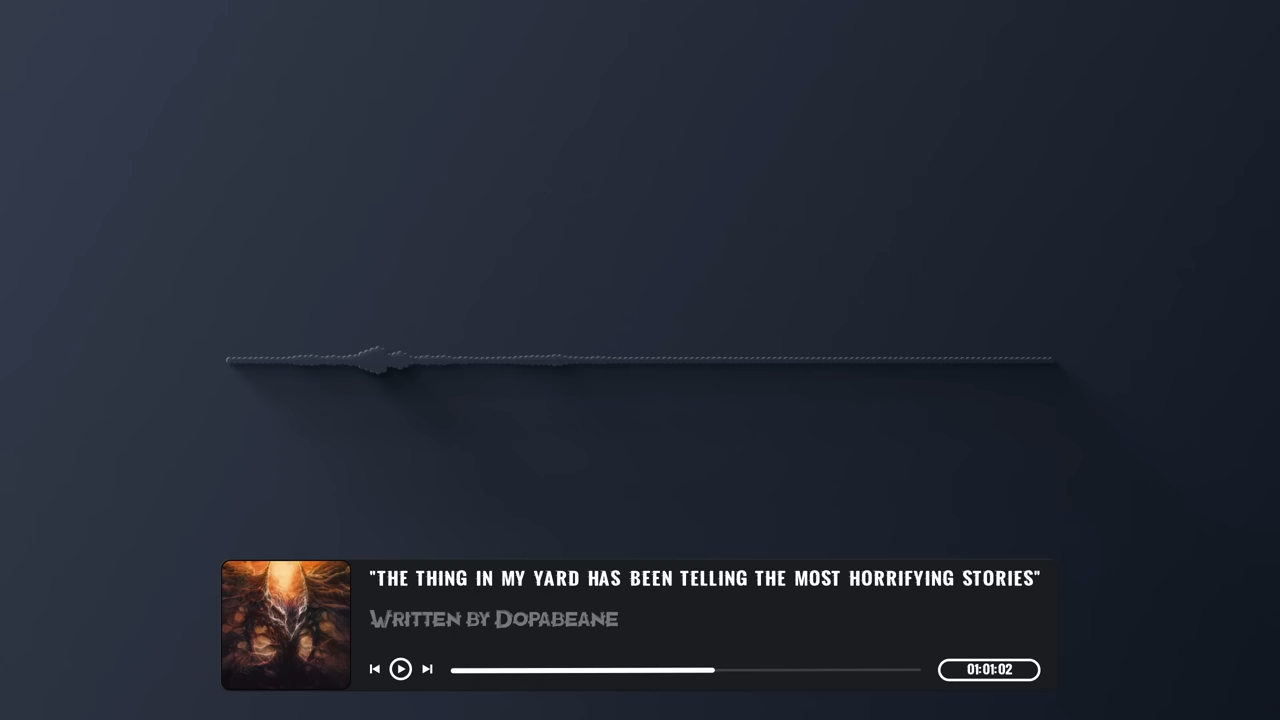 "THE THING IN MY YARD HAS BEEN TELLING THE MOST HORRIFYING STORIES"
WRITTEN BY DOPABEANE
01:01:02